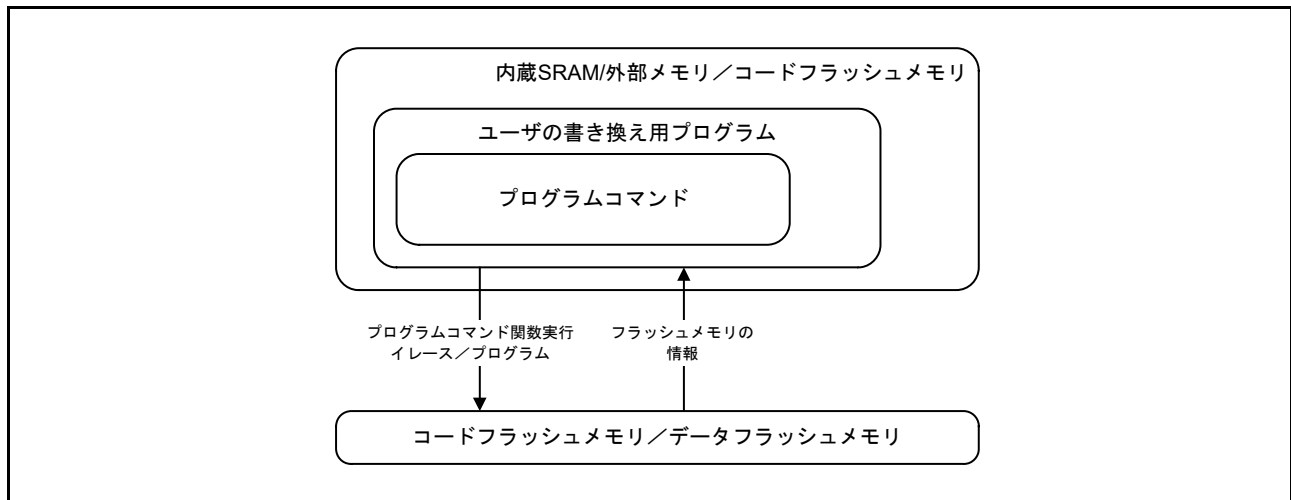 内蔵SRAM/外部メモリ／コードフラッシュメモリ
ユーザの書き換え用プログラム
プログラムコマンド
プログラムコマンド関数実行
イレース／プログラム
フラッシュメモリの
情報
コードフラッシュメモリ／データフラッシュメモリ